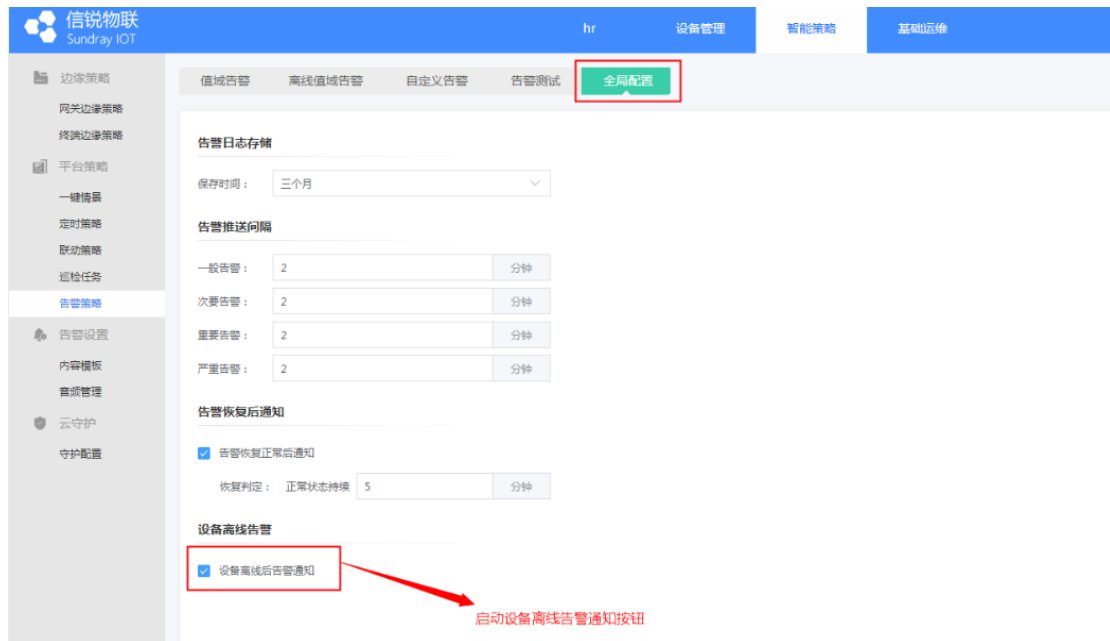 信锐物联
Sundray IOT
hr
设备管理
智能策略
基础运维
边缘策略
网关边缘策略
终端边缘策略
平台策略
一键情景
定时策略
联动策略
巡检任务
告警策略
告警设置
内容模板
音频管理
云守护
守护配置
值域告警
离线值域告警
自定义告警
告警测试
全局配置
告警日志存储
保存时间： 三个月
告警推送间隔
一般告警： 2 分钟
次要告警： 2 分钟
重要告警： 2 分钟
严重告警： 2 分钟
告警恢复后通知
告警恢复正常后通知
恢复判定： 正常状态持续 5 分钟
设备离线告警
设备离线后告警通知
启动设备离线告警通知按钮